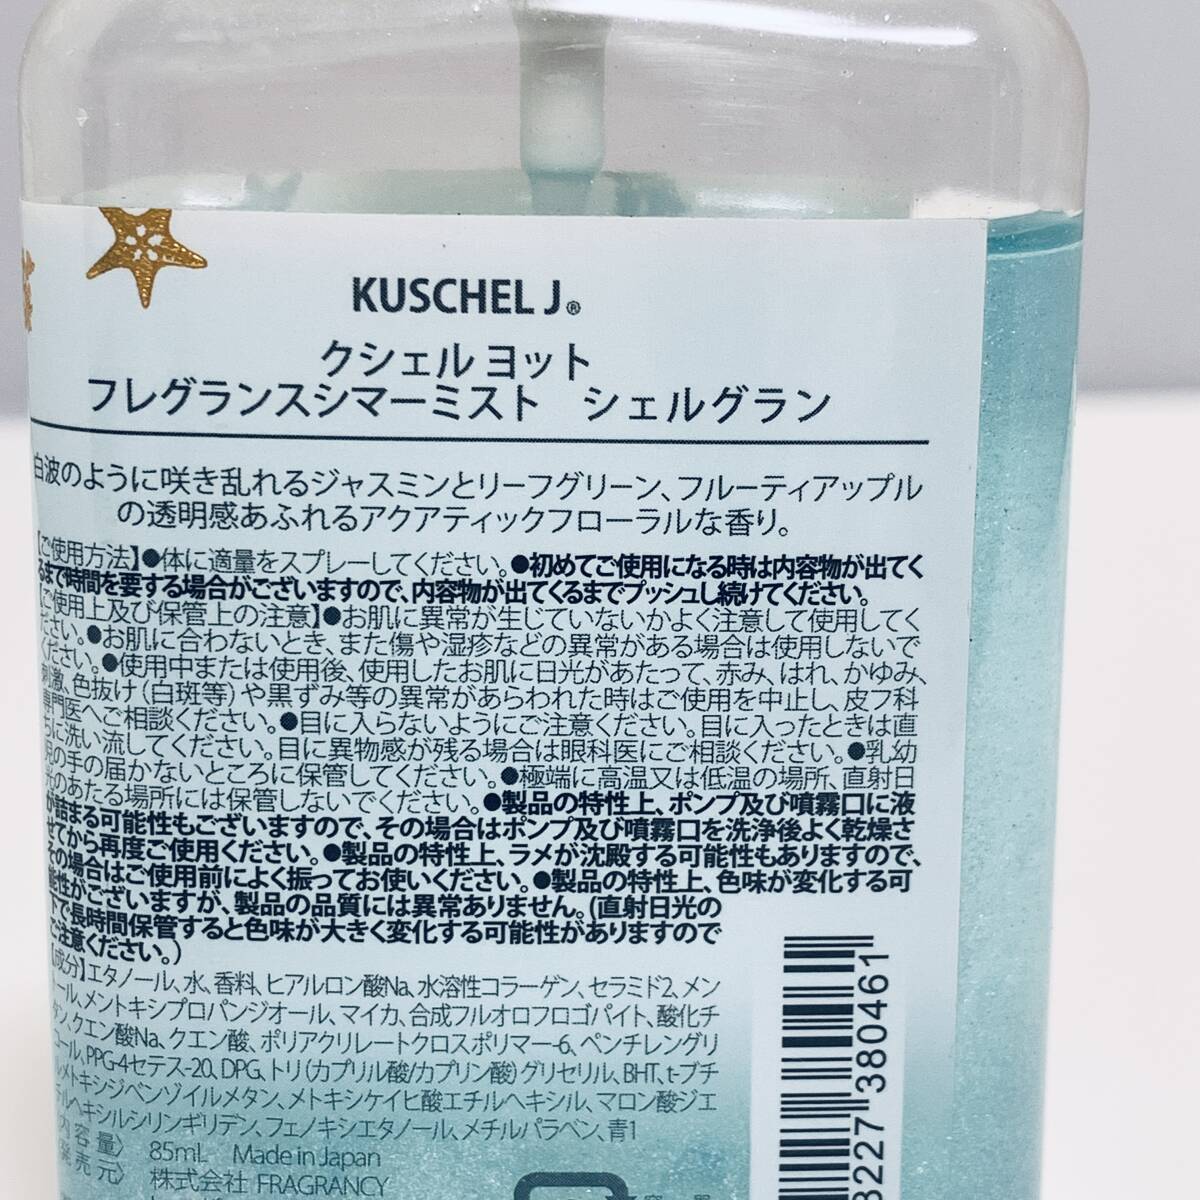 KUSCHEL J®
クシェル ヨット
フレグランスシマーミスト シェルグラン
白波のように咲き乱れるジャスミンとリーフグリーン、フルーティアップル
の透明感あふれるアクアティックフローラルな香り。
【ご使用方法】●体に適量をスプレーしてください。●初めてご使用になる時は内容物が出てく
るまで時間を要する場合がございますので、内容物が出てくるまでプッシュし続けてください。
【ご使用上及び保管上の注意】●お肌に異常が生じていないかよく注意して使用してく
ださい。●お肌に合わないとき、また傷や湿疹などの異常がある場合は使用しないで
ください。●使用中または使用後、使用したお肌に日光があたって、赤み、はれ、かゆみ、
刺激、色抜け(白斑等)や黒ずみ等の異常があらわれた時はご使用を中止し、皮フ科
専門医へご相談ください。●目に入らないようにご注意ください。目に入ったときは直
ちに洗い流してください。目に異物感が残る場合は眼科医にご相談ください。●乳幼
児の手の届かないところに保管してください。●極端に高温又は低温の場所、直射日
光のあたる場所には保管しないでください。●製品の特性上、ポンプ及び噴霧口に液
が詰まる可能性もございますので、その場合はポンプ及び噴霧口を洗浄後よく乾燥さ
せてから再度ご使用ください。●製品の特性上、ラメが沈殿する可能性もありますので、
その場合はご使用前によく振ってお使いください。●製品の特性上、色味が変化する可
能性がございますが、製品の品質には異常ありません。(直射日光の
下で長時間保管すると色味が大きく変化する可能性がありますので
ご注意ください。)
【成分】エタノール、水、香料、ヒアルロン酸Na、水溶性コラーゲン、セラミド2、メン
トール、メントキシプロパンジオール、マイカ、合成フルオロフロゴパイト、酸化チ
タン、クエン酸Na、クエン酸、ポリアクリレートクロスポリマー-6、ペンチレングリ
コール、PPG-4セテス-20、DPG、トリ(カプリル酸/カプリン酸)グリセリル、BHT、t-ブチ
ルメトキシジベンゾイルメタン、メトキシケイヒ酸エチルヘキシル、マロン酸ジエ
チルヘキシルシリンギリデン、フェノキシエタノール、メチルパラベン、青1
内容量〉 85mL Made in Japan
発売元〉 株式会社 FRAGRANCY
8227 380461